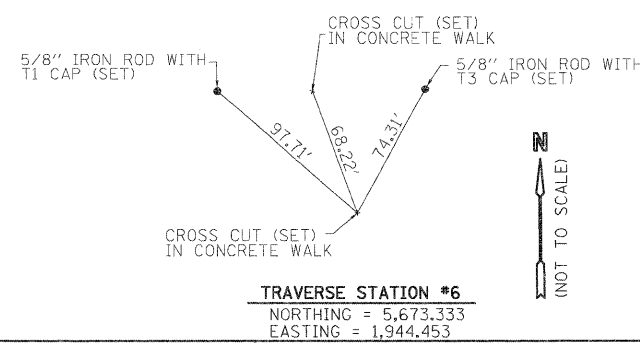 CROSS CUT (SET)
IN CONCRETE WALK
5/8" IRON ROD WITH
T1 CAP (SET)
5/8" IRON ROD WITH
T3 CAP (SET)
97.71'
68.22'
74.31'
N
(NOT TO SCALE)
CROSS CUT (SET)
IN CONCRETE WALK
TRAVERSE STATION #6
NORTHING = 5,673.333
EASTING = 1,944.453